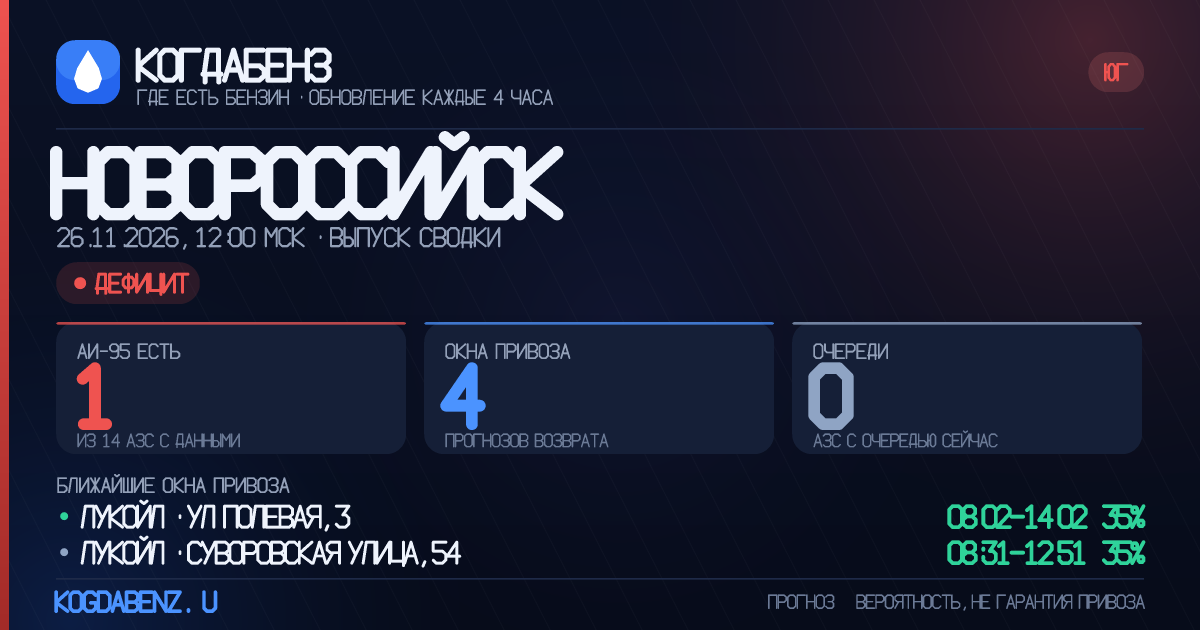 КОГДАБЕНЗ
ГДЕ ЕСТЬ БЕНЗИН · ОБНОВЛЕНИЕ КАЖДЫЕ 4 ЧАСА
ЮГ
НОВОРОССИЙСК
26.11.2026, 12:00 МСК · ВЫПУСК СВОДКИ
ДЕФИЦИТ
АИ-95 ЕСТЬ
1
ИЗ 14 АЗС С ДАННЫМИ
ОКНА ПРИВОЗА
4
ПРОГНОЗОВ ВОЗВРАТА
ОЧЕРЕДИ
0
АЗС С ОЧЕРЕДЬЮ СЕЙЧАС
БЛИЖАЙШИЕ ОКНА ПРИВОЗА
ЛУКОЙЛ · УЛ ПОЛЕВАЯ, 3 08:02–14:02 35%
ЛУКОЙЛ · СУВОРОВСКАЯ УЛИЦА, 54 08:31–12:51 35%
KOGDABENZ. U
ПРОГНОЗ ВЕРОЯТНОСТЬ, НЕ ГАРАНТИЯ ПРИВОЗА